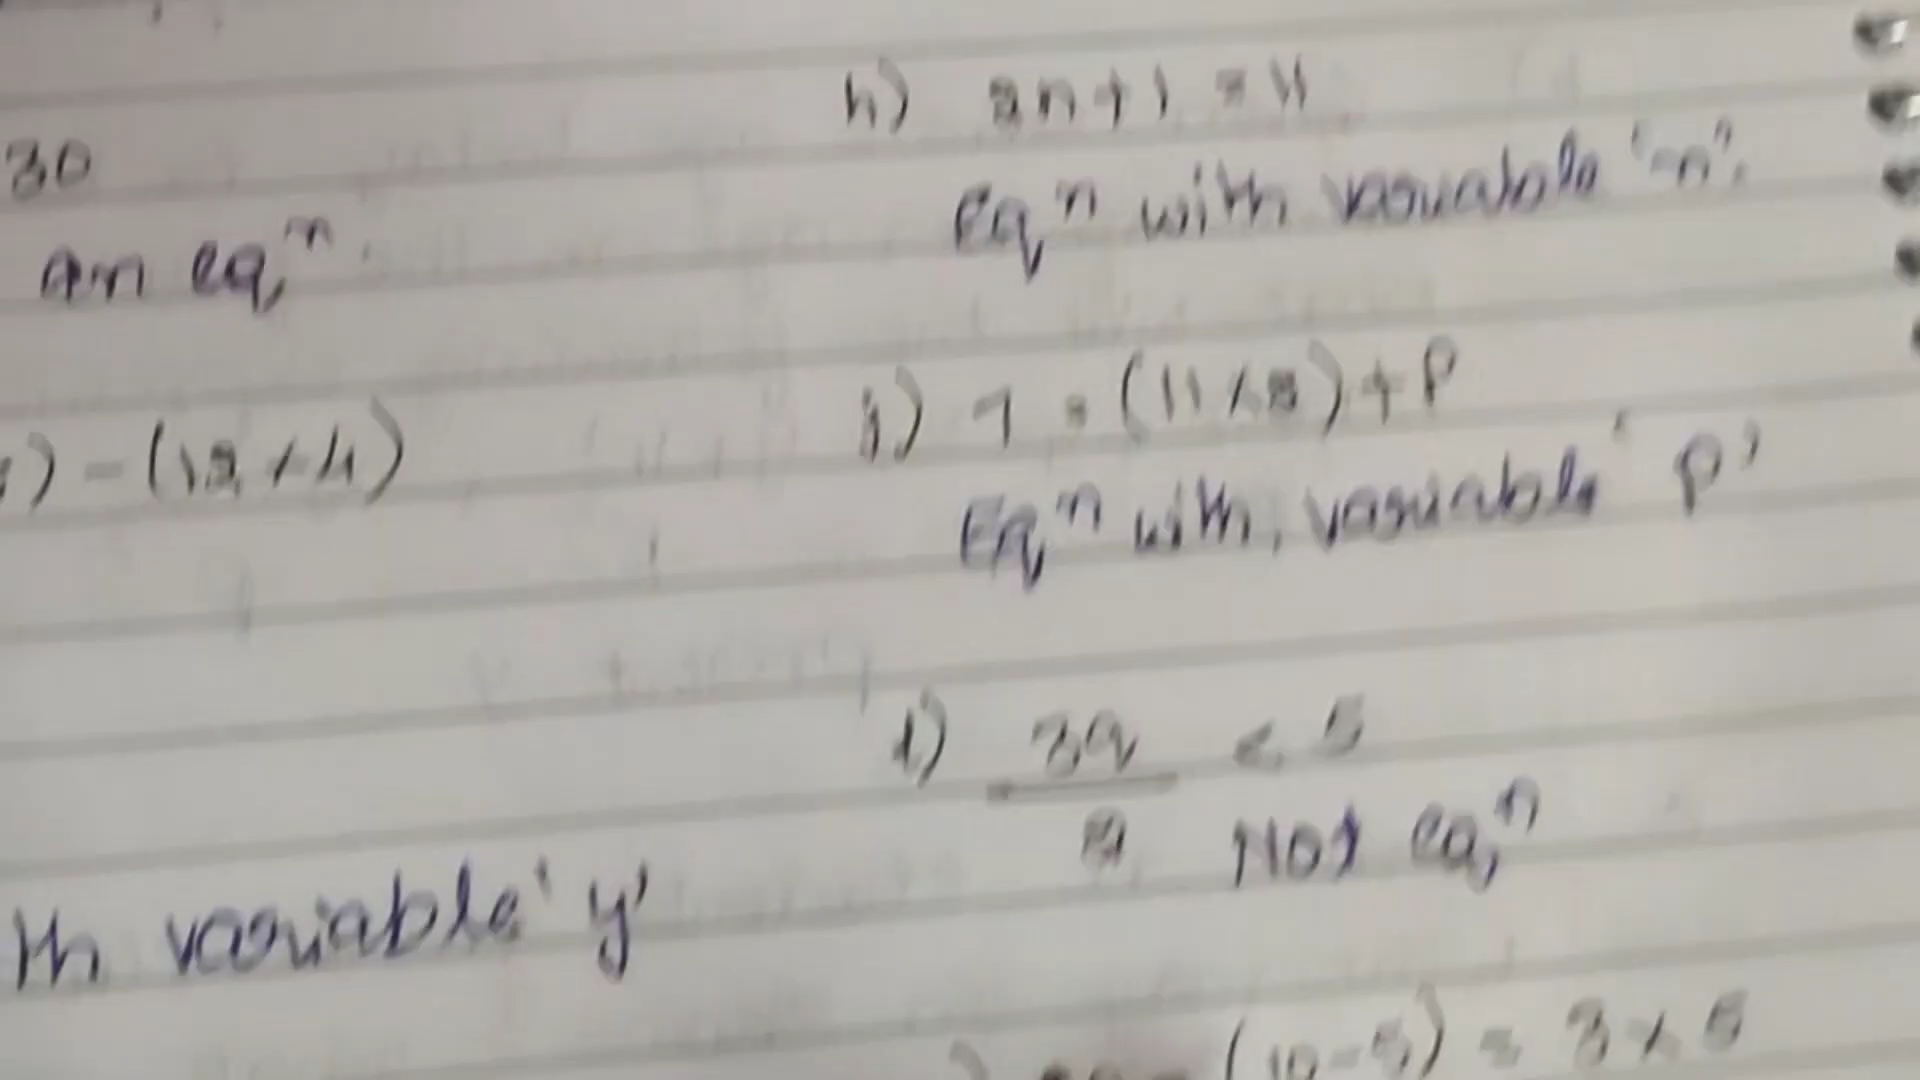 30
an eqⁿ.
) - (12 × 4)
th variable 'y'
h) 2n + 1 = 11
Eqⁿ with variable 'n'.
j) 7 = (11 × 2) + P
Eqⁿ with variable 'p'
l) 3q < 5
2
Not eqⁿ
(10 - 5) = 3 × 5